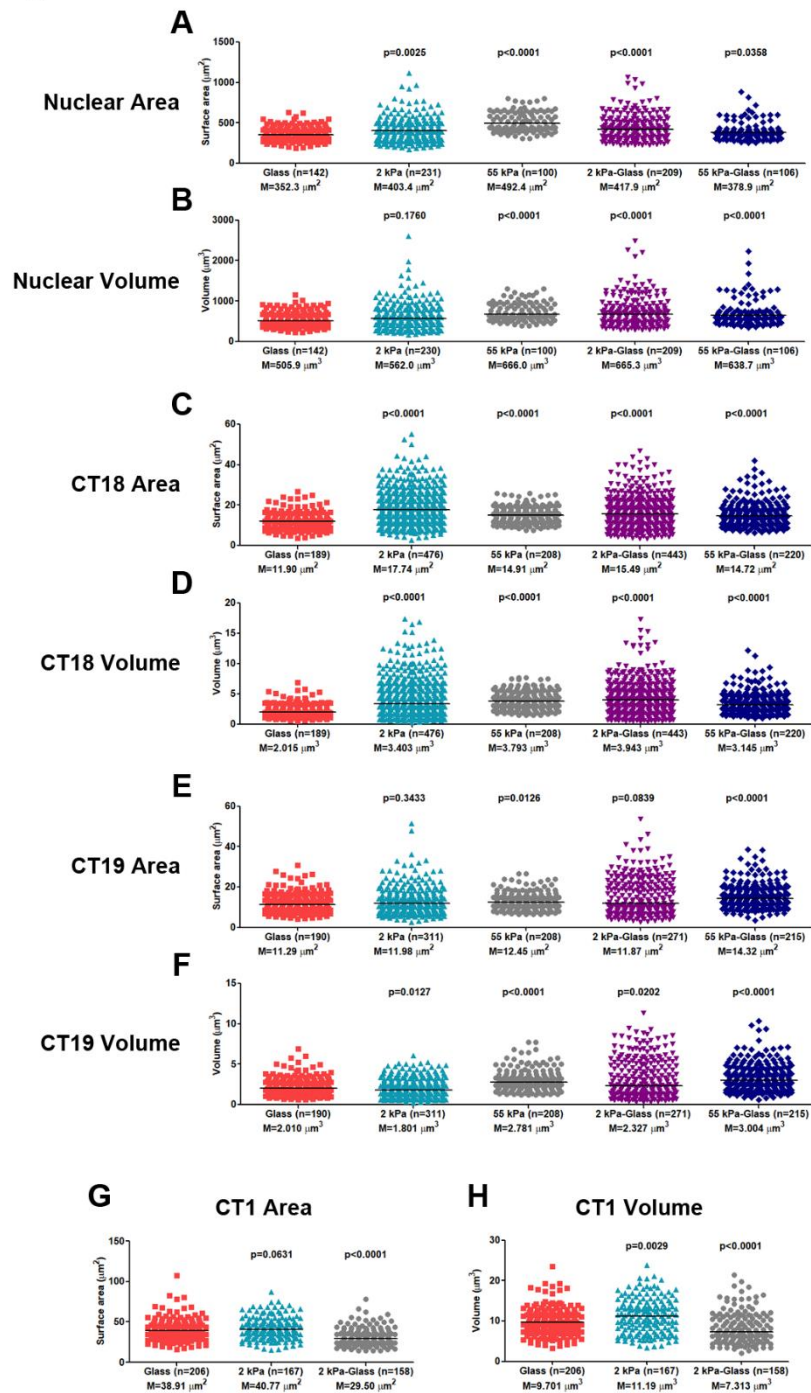 A
Nuclear Area
Surface area (μm²)
1500
1000
500
0
p=0.0025 p<0.0001 p<0.0001 p=0.0358
Glass (n=142) 2 kPa (n=231) 55 kPa (n=100) 2 kPa-Glass (n=209) 55 kPa-Glass (n=106)
M=352.3 μm² M=403.4 μm² M=492.4 μm² M=417.9 μm² M=378.9 μm²
B
Nuclear Volume
Volume (μm³)
3000
2000
1000
0
p=0.1760 p<0.0001 p<0.0001 p<0.0001
Glass (n=142) 2 kPa (n=230) 55 kPa (n=100) 2 kPa-Glass (n=209) 55 kPa-Glass (n=106)
M=505.9 μm³ M=562.0 μm³ M=666.0 μm³ M=665.3 μm³ M=638.7 μm³
C
CT18 Area
Surface area (μm²)
60
40
20
0
p<0.0001 p<0.0001 p<0.0001 p<0.0001
Glass (n=189) 2 kPa (n=476) 55 kPa (n=208) 2 kPa-Glass (n=443) 55 kPa-Glass (n=220)
M=11.90 μm² M=17.74 μm² M=14.91 μm² M=15.49 μm² M=14.72 μm²
D
CT18 Volume
Volume (μm³)
20
15
10
5
0
p<0.0001 p<0.0001 p<0.0001 p<0.0001
Glass (n=189) 2 kPa (n=476) 55 kPa (n=208) 2 kPa-Glass (n=443) 55 kPa-Glass (n=220)
M=2.015 μm³ M=3.403 μm³ M=3.793 μm³ M=3.943 μm³ M=3.145 μm³
E
CT19 Area
Surface area (μm²)
60
40
20
0
p=0.3433 p=0.0126 p=0.0839 p<0.0001
Glass (n=190) 2 kPa (n=311) 55 kPa (n=208) 2 kPa-Glass (n=271) 55 kPa-Glass (n=215)
M=11.29 μm² M=11.98 μm² M=12.45 μm² M=11.87 μm² M=14.32 μm²
F
CT19 Volume
Volume (μm³)
15
10
5
0
p=0.0127 p<0.0001 p=0.0202 p<0.0001
Glass (n=190) 2 kPa (n=311) 55 kPa (n=208) 2 kPa-Glass (n=271) 55 kPa-Glass (n=215)
M=2.010 μm³ M=1.801 μm³ M=2.781 μm³ M=2.327 μm³ M=3.004 μm³
G
CT1 Area
Surface area (μm²)
150
100
50
0
p=0.0631 p<0.0001
Glass (n=206) 2 kPa (n=167) 2 kPa-Glass (n=158)
M=38.91 μm² M=40.77 μm² M=29.50 μm²
H
CT1 Volume
Volume (μm³)
30
20
10
0
p=0.0029 p<0.0001
Glass (n=206) 2 kPa (n=167) 2 kPa-Glass (n=158)
M=9.701 μm³ M=11.19 μm³ M=7.313 μm³